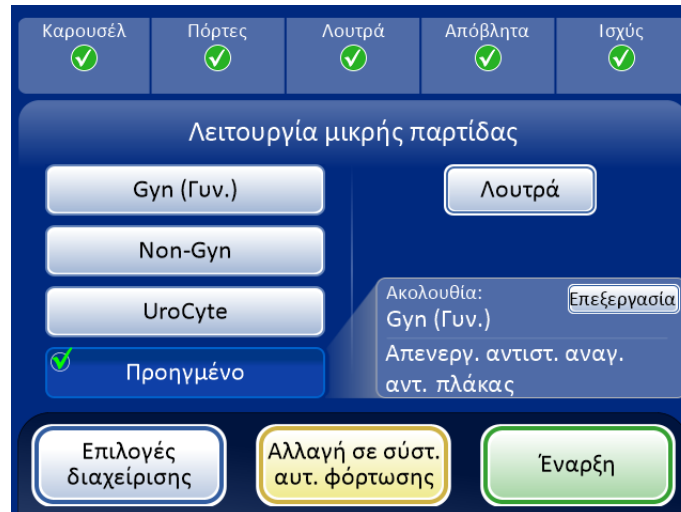 Καρουσέλ Πόρτες Λουτρά Απόβλητα Ισχύς
Λειτουργία μικρής παρτίδας
Gyn (Γυν.)
Λουτρά
Non-Gyn
UroCyte
Ακολουθία:
Επεξεργασία
Gyn (Γυν.)
Προηγμένο
Απενεργ. αντιστ. αναγ.
αντ. πλάκας
Επιλογές
διαχείρισης
Αλλαγή σε σύστ.
αυτ. φόρτωσης
Έναρξη